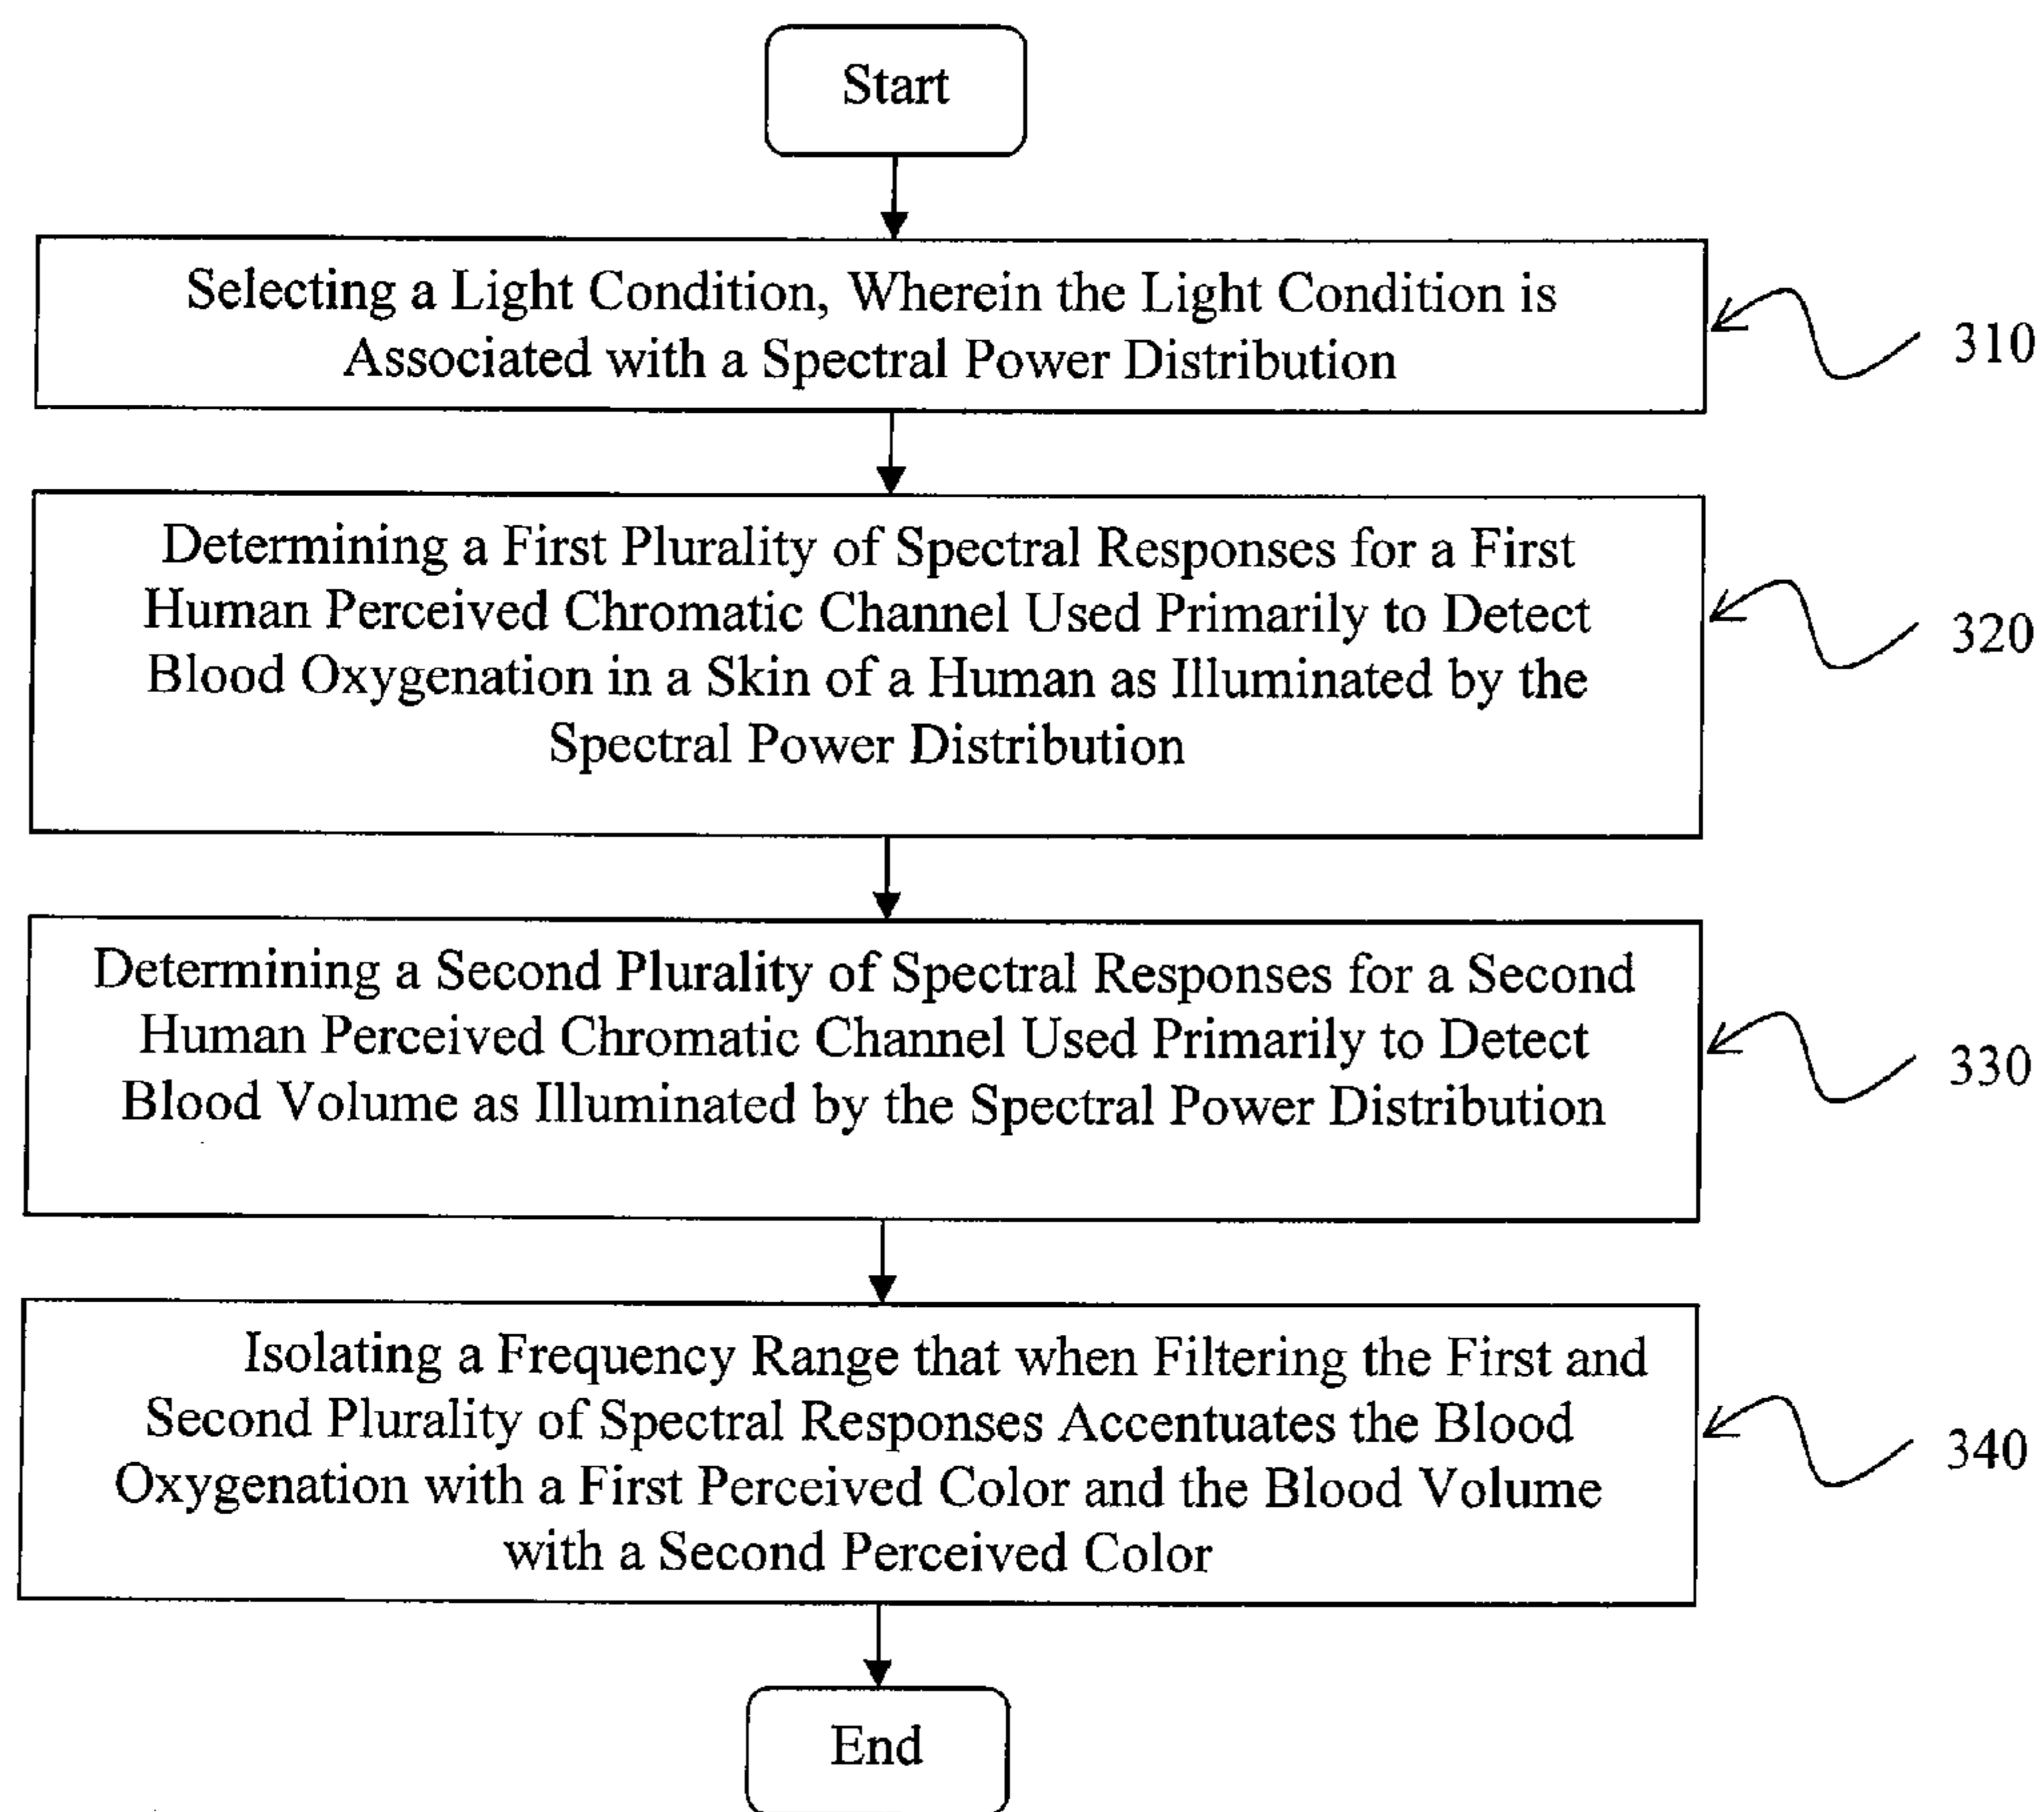 Start
Selecting a Light Condition, Wherein the Light Condition is
Associated with a Spectral Power Distribution
310
Determining a First Plurality of Spectral Responses for a First
Human Perceived Chromatic Channel Used Primarily to Detect
Blood Oxygenation in a Skin of a Human as Illuminated by the
Spectral Power Distribution
320
Determining a Second Plurality of Spectral Responses for a Second
Human Perceived Chromatic Channel Used Primarily to Detect
Blood Volume as Illuminated by the Spectral Power Distribution
330
Isolating a Frequency Range that when Filtering the First and
Second Plurality of Spectral Responses Accentuates the Blood
Oxygenation with a First Perceived Color and the Blood Volume
with a Second Perceived Color
340
End